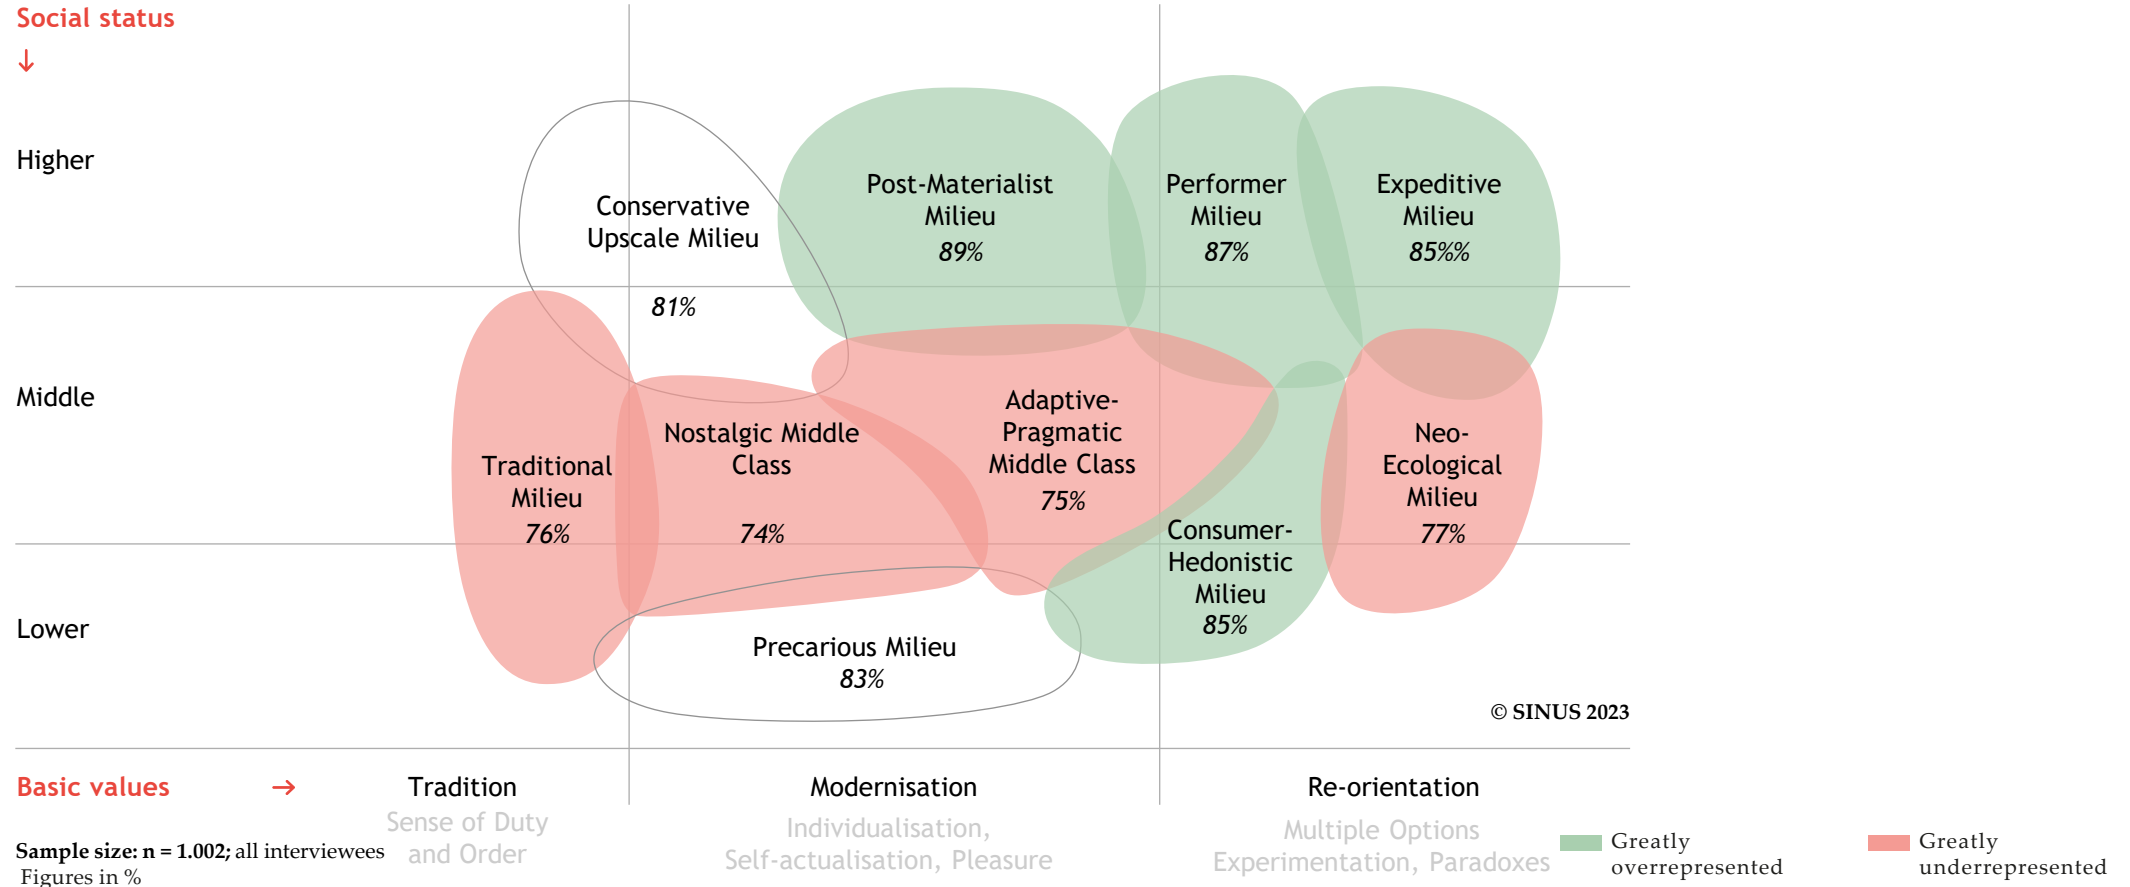 Social status
↓
Higher
Middle
Lower
Conservative
Upscale Milieu
81%
Post-Materialist
Milieu
89%
Performer
Milieu
87%
Expeditive
Milieu
85%%
Traditional
Milieu
76%
Nostalgic Middle
Class
74%
Adaptive-
Pragmatic
Middle Class
75%
Consumer-
Hedonistic
Milieu
85%
Neo-
Ecological
Milieu
77%
Precarious Milieu
83%
© SINUS 2023
Basic values →
Tradition
Sense of Duty
and Order
Modernisation
Individualisation,
Self-actualisation, Pleasure
Re-orientation
Multiple Options
Experimentation, Paradoxes
Sample size: n = 1.002; all interviewees
Figures in %
Greatly
overrepresented
Greatly
underrepresented